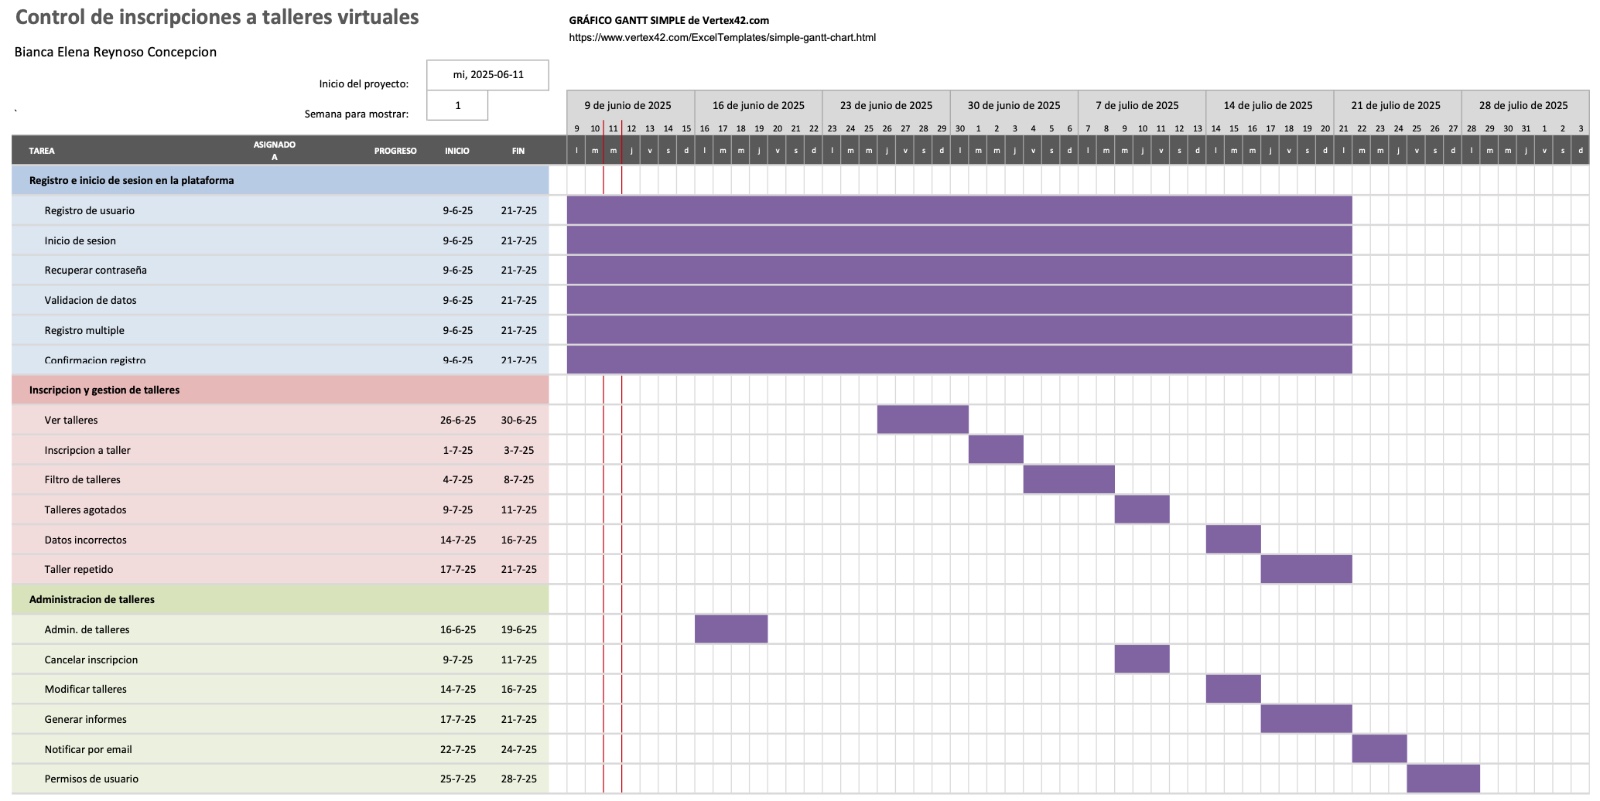 Control de inscripciones a talleres virtuales
GRÁFICO GANTT SIMPLE de Vertex42.com
https://www.vertex42.com/ExcelTemplates/simple-gantt-chart.html
Bianca Elena Reynoso Concepcion
Inicio del proyecto: mi, 2025-06-11
Semana para mostrar: 1
9 de junio de 2025 16 de junio de 2025 23 de junio de 2025 30 de junio de 2025 7 de julio de 2025 14 de julio de 2025 21 de julio de 2025 28 de julio de 2025
9 10 11 12 13 14 15 16 17 18 19 20 21 22 23 24 25 26 27 28 29 30 1 2 3 4 5 6 7 8 9 10 11 12 13 14 15 16 17 18 19 20 21 22 23 24 25 26 27 28 29 30 31 1 2 3
TAREA ASIGNADO A PROGRESO INICIO FIN l m m j v s d l m m j v s d l m m j v s d l m m j v s d l m m j v s d l m m j v s d l m m j v s d l m m j v s d
Registro e inicio de sesion en la plataforma
Registro de usuario 9-6-25 21-7-25
Inicio de sesion 9-6-25 21-7-25
Recuperar contraseña 9-6-25 21-7-25
Validacion de datos 9-6-25 21-7-25
Registro multiple 9-6-25 21-7-25
Confirmacion registro 9-6-25 21-7-25
Inscripcion y gestion de talleres
Ver talleres 26-6-25 30-6-25
Inscripcion a taller 1-7-25 3-7-25
Filtro de talleres 4-7-25 8-7-25
Talleres agotados 9-7-25 11-7-25
Datos incorrectos 14-7-25 16-7-25
Taller repetido 17-7-25 21-7-25
Administracion de talleres
Admin. de talleres 16-6-25 19-6-25
Cancelar inscripcion 9-7-25 11-7-25
Modificar talleres 14-7-25 16-7-25
Generar informes 17-7-25 21-7-25
Notificar por email 22-7-25 24-7-25
Permisos de usuario 25-7-25 28-7-25